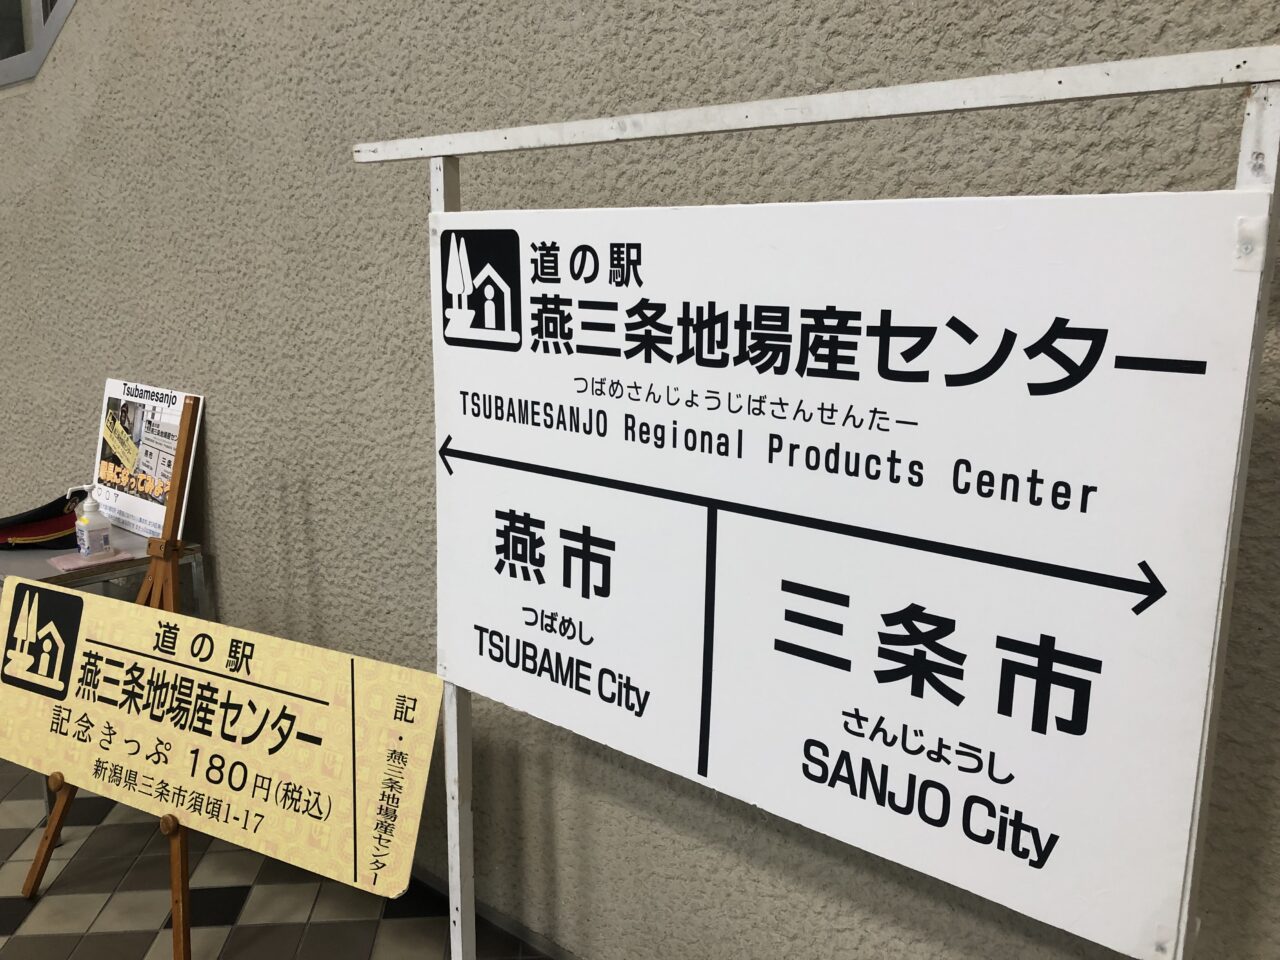 道の駅
燕三条地場産センター
つばめさんじょうじばさんせんたー
TSUBAMESANJO Regional Products Center
燕市
つばめし
TSUBAME City
三条市
さんじょうし
SANJO City
Tsubamesanjo
道の駅
燕三条地場産センター
記念きっぷ 180円(税込)
新潟県三条市須頃1-17
記・燕三条地場産センター